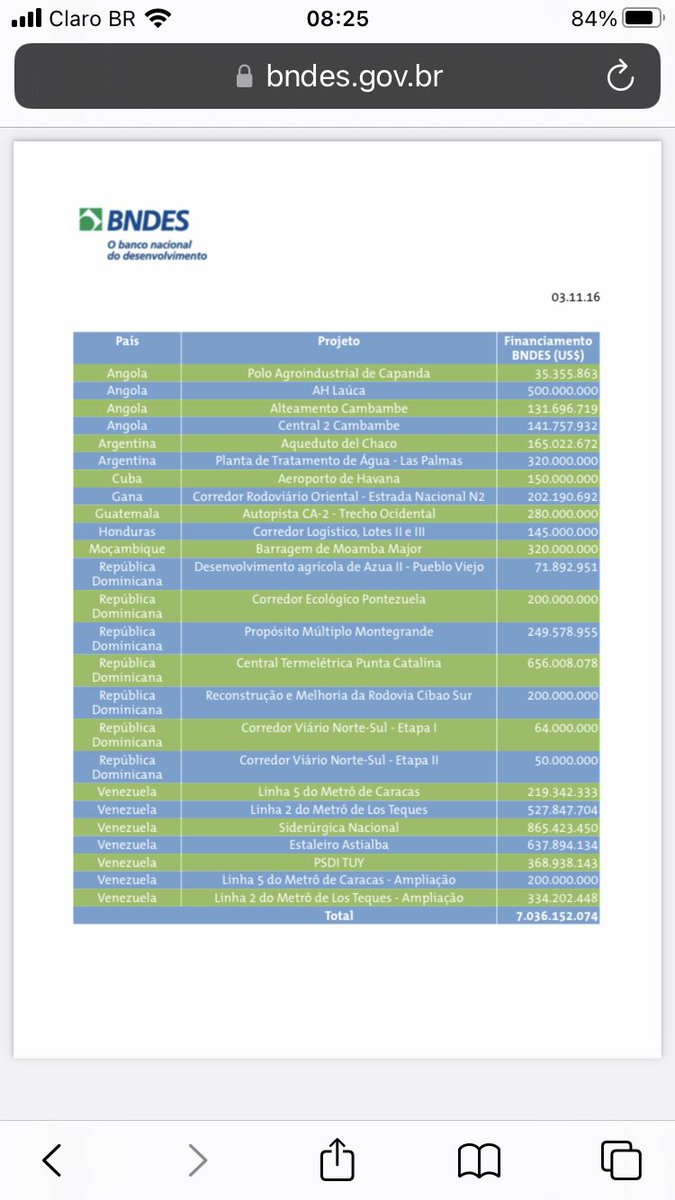 Claro BR 08:25 84%
bndes.gov.br
BNDES
O banco nacional
do desenvolvimento
03.11.16
País Projeto Financiamento
BNDES (US$)
Angola Polo Agroindustrial de Capanda 35.355.863
Angola AH Laúca 500.000.000
Angola Alteamento Cambambe 131.696.719
Angola Central 2 Cambambe 141.757.932
Argentina Aqueduto del Chaco 165.022.672
Argentina Planta de Tratamento de Água - Las Palmas 320.000.000
Cuba Aeroporto de Havana 150.000.000
Gana Corredor Rodoviário Oriental - Estrada Nacional N2 202.190.692
Guatemala Autopista CA-2 - Trecho Ocidental 280.000.000
Honduras Corredor Logístico, Lotes II e III 145.000.000
Moçambique Barragem de Moamba Major 320.000.000
República Desenvolvimento agrícola de Azua II - Pueblo Viejo 71.892.951
Dominicana
República Corredor Ecológico Pontezuela 200.000.000
Dominicana
República Propósito Múltiplo Montegrande 249.578.955
Dominicana
República Central Termelétrica Punta Catalina 656.008.078
Dominicana
República Reconstrução e Melhoria da Rodovia Cibao Sur 200.000.000
Dominicana
República Corredor Viário Norte-Sul - Etapa I 64.000.000
Dominicana
República Corredor Viário Norte-Sul - Etapa II 50.000.000
Dominicana
Venezuela Linha 5 do Metrô de Caracas 219.342.333
Venezuela Linha 2 do Metrô de Los Teques 527.847.704
Venezuela Siderúrgica Nacional 865.423.450
Venezuela Estaleiro Astialba 637.894.134
Venezuela PSDI TUY 368.938.143
Venezuela Linha 5 do Metrô de Caracas - Ampliação 200.000.000
Venezuela Linha 2 do Metrô de Los Teques - Ampliação 334.202.448
Total 7.036.152.074